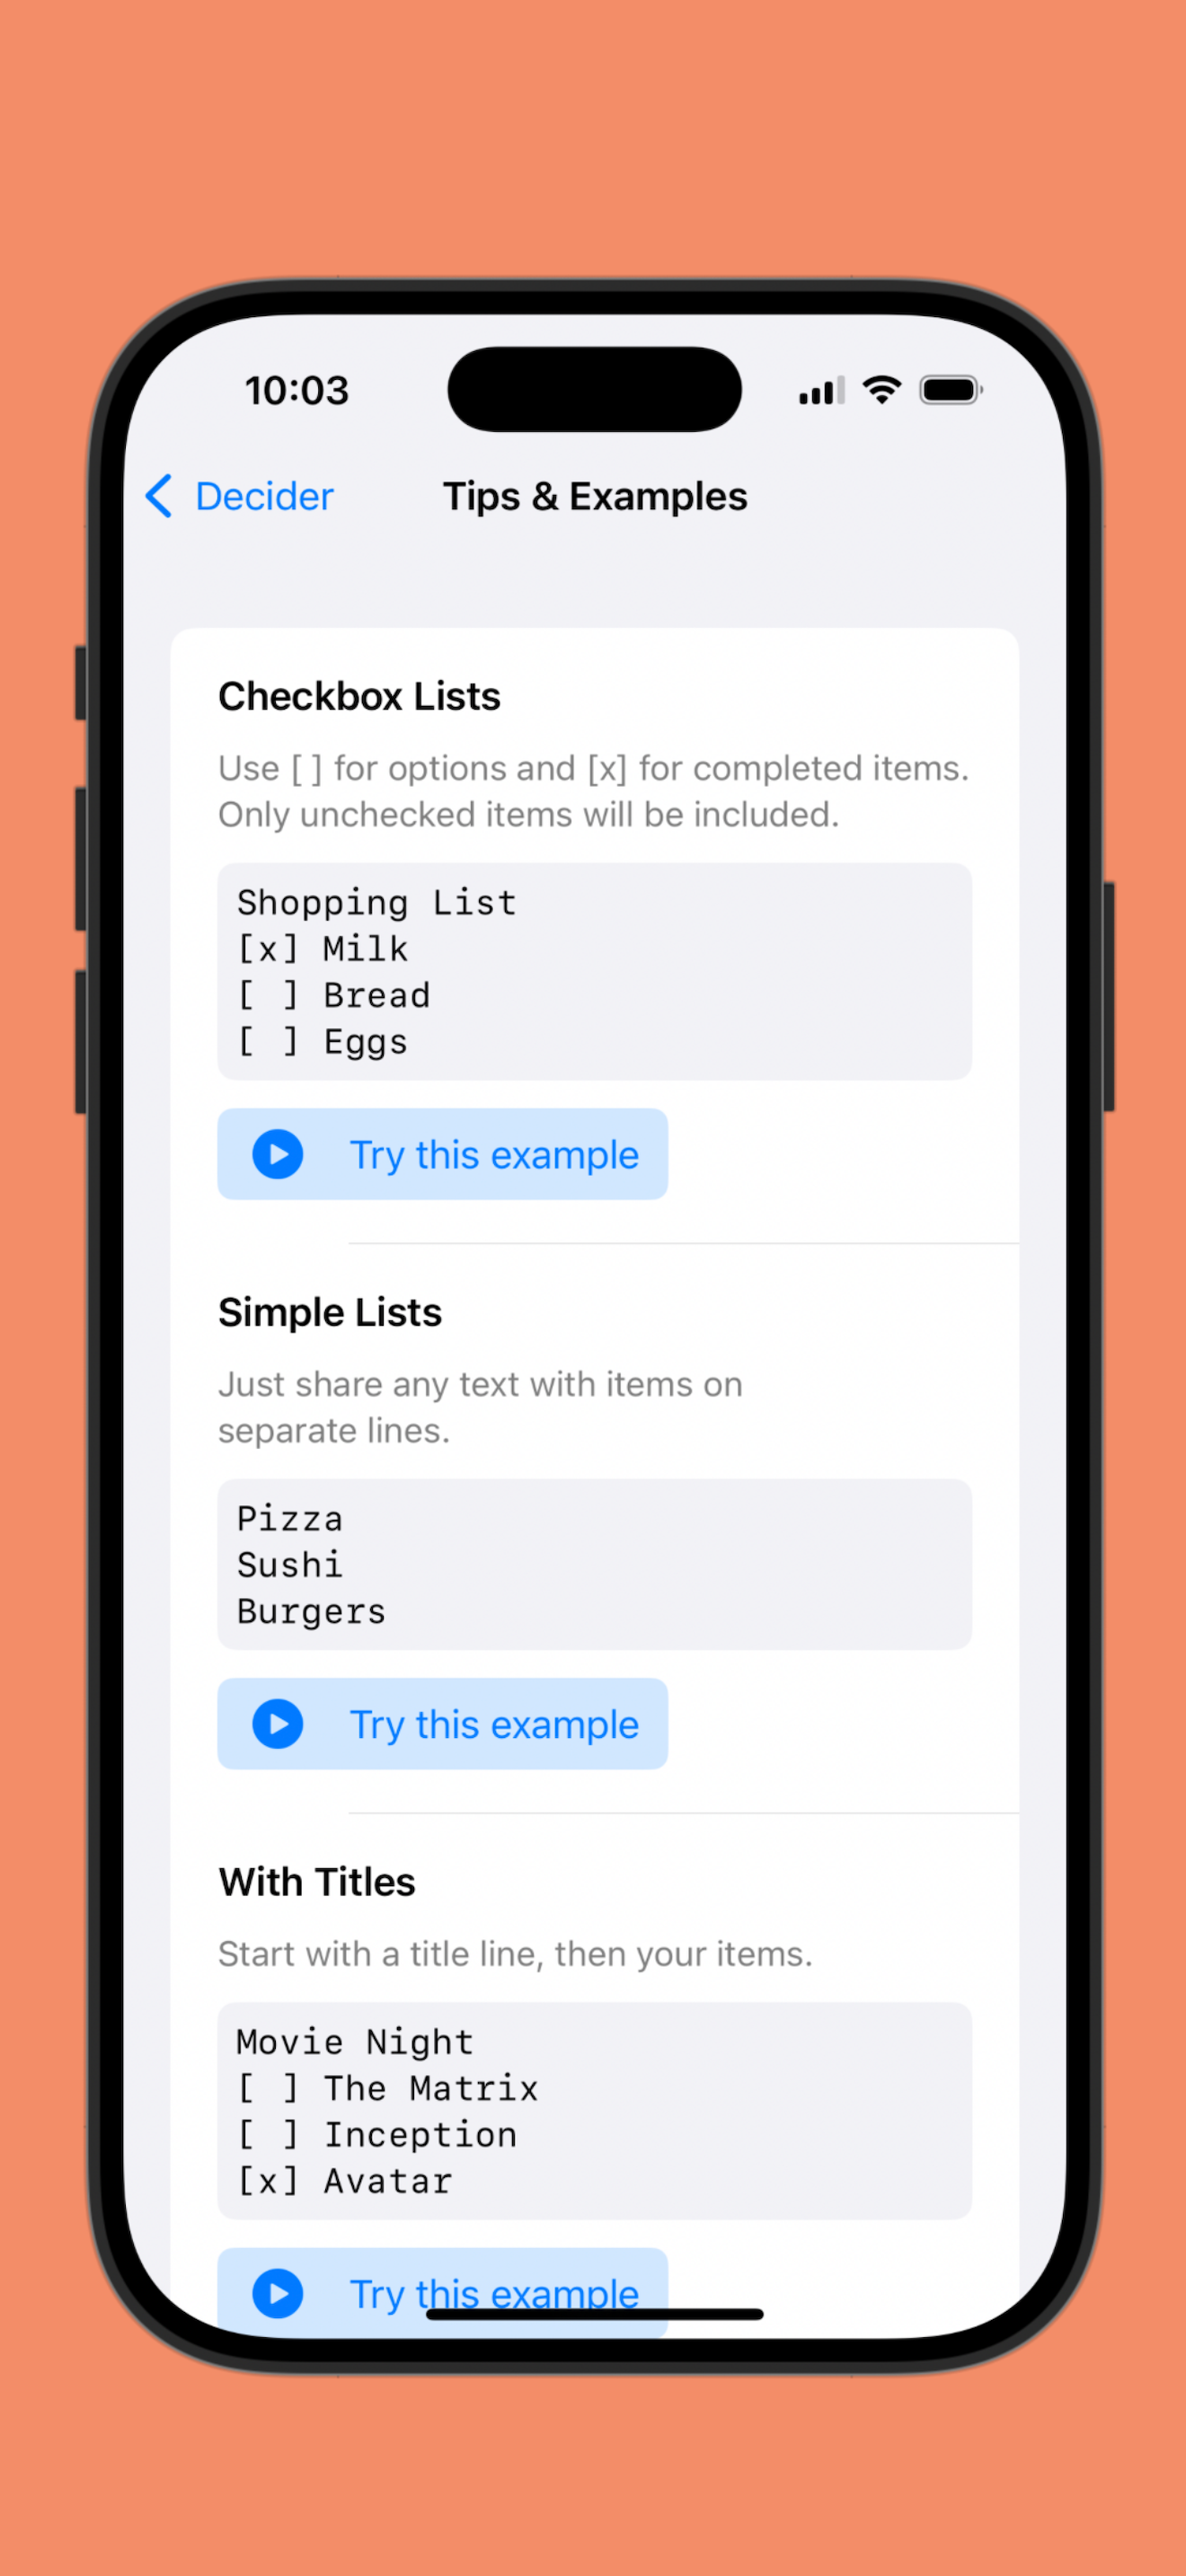 10:03
Decider
Tips & Examples
Checkbox Lists
Use [ ] for options and [x] for completed items.
Only unchecked items will be included.
Shopping List
[x] Milk
[ ] Bread
[ ] Eggs
Try this example
Simple Lists
Just share any text with items on
separate lines.
Pizza
Sushi
Burgers
Try this example
With Titles
Start with a title line, then your items.
Movie Night
[ ] The Matrix
[ ] Inception
[x] Avatar
Try this example